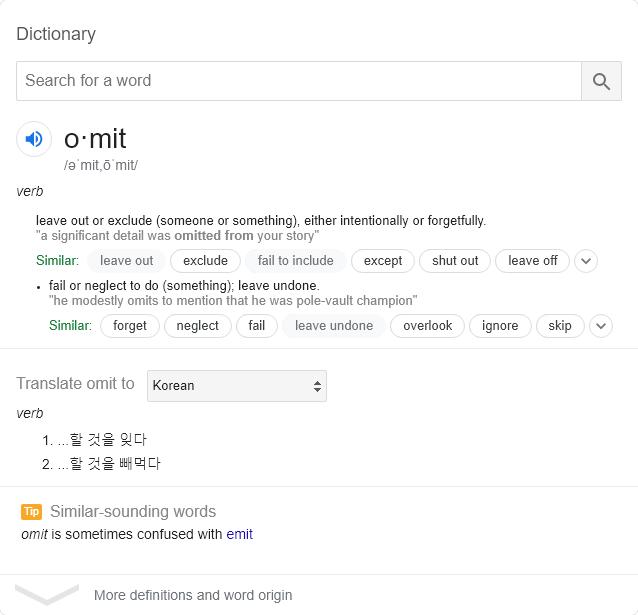 Dictionary
Search for a word
o·mit
/əˈmit,ōˈmit/
verb
leave out or exclude (someone or something), either intentionally or forgetfully.
"a significant detail was omitted from your story"
Similar: leave out exclude fail to include except shut out leave off
• fail or neglect to do (something); leave undone.
"he modestly omits to mention that he was pole-vault champion"
Similar: forget neglect fail leave undone overlook ignore skip
Translate omit to Korean
verb
1. ...할 것을 잊다
2. ...할 것을 빼먹다
Tip Similar-sounding words
omit is sometimes confused with emit
More definitions and word origin